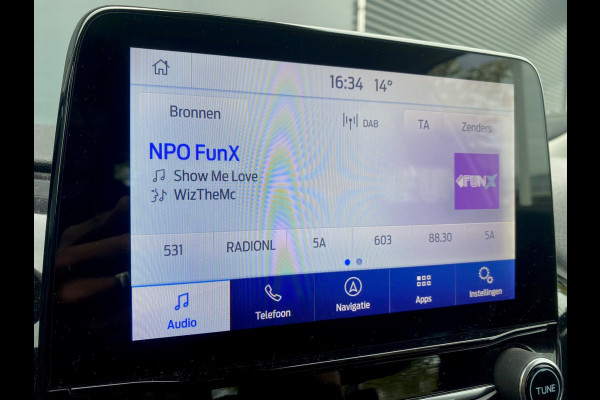 16:34 14°
Bronnen DAB TA Zenders
NPO FunX
Show Me Love
WizTheMc
FUNX
531 RADIONL 5A 603 88.30 5A
Audio Telefoon Navigatie Apps Instellingen
TUNE